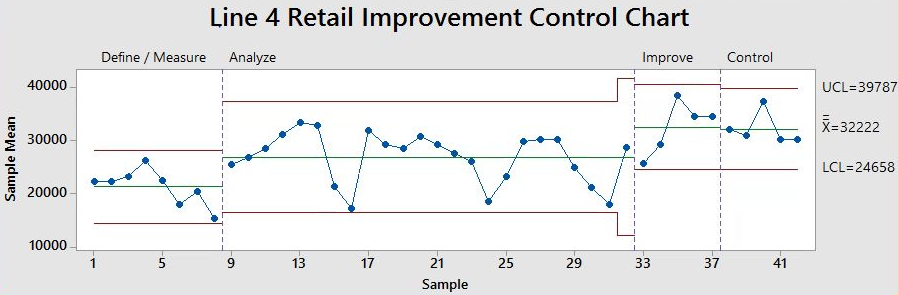 Line 4 Retail Improvement Control Chart
Define / Measure Analyze Improve Control
40000
30000
20000
10000
Sample Mean
UCL=39787
X̿=32222
LCL=24658
1 5 9 13 17 21 25 29 33 37 41
Sample